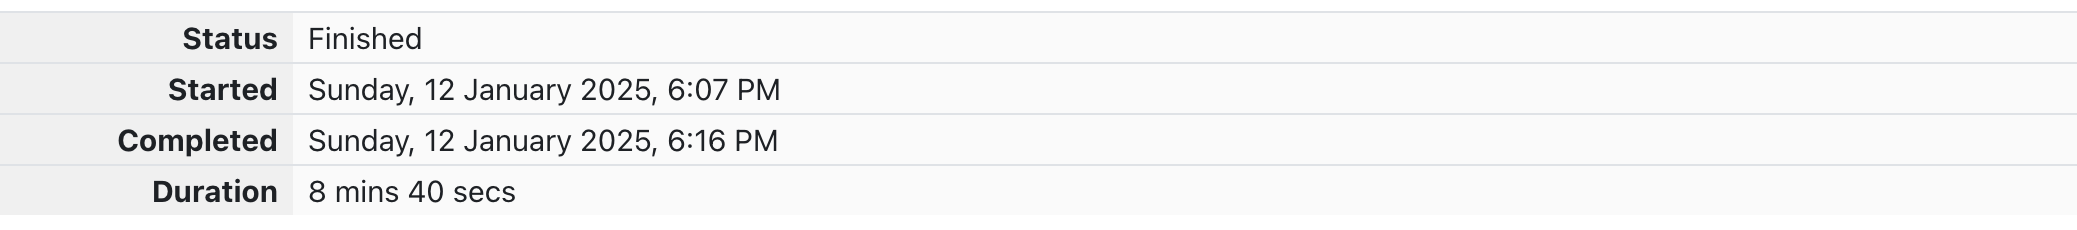 Status Finished
Started Sunday, 12 January 2025, 6:07 PM
Completed Sunday, 12 January 2025, 6:16 PM
Duration 8 mins 40 secs